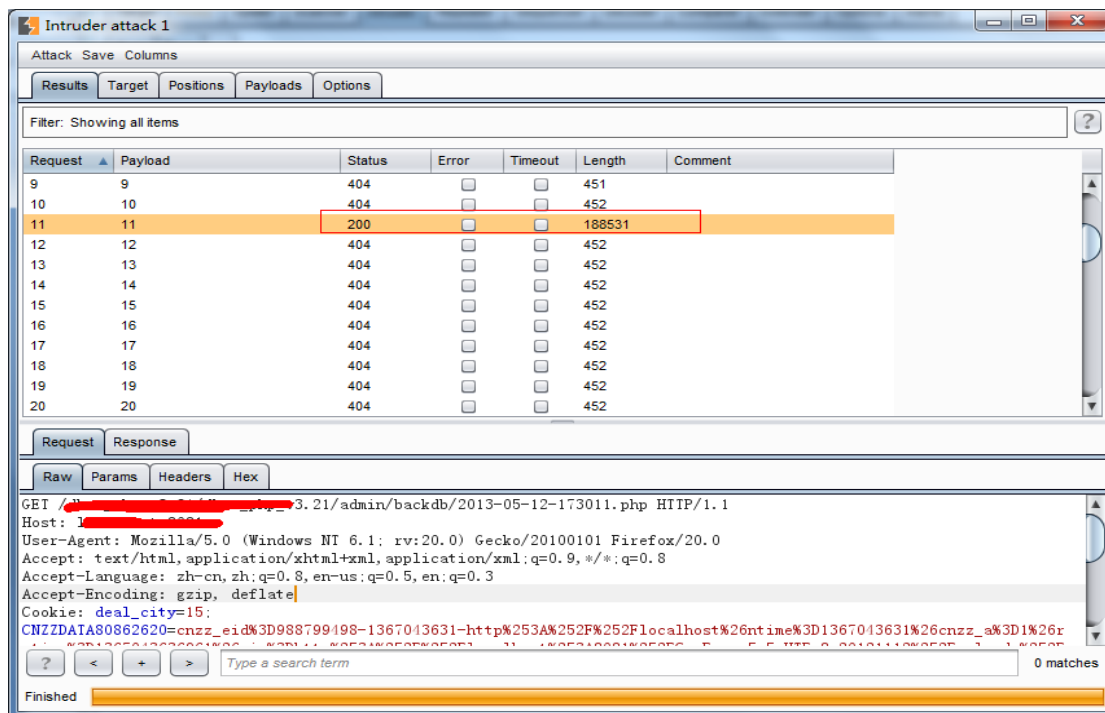 Intruder attack 1
Attack Save Columns
Results Target Positions Payloads Options
Filter: Showing all items
?
Request Payload Status Error Timeout Length Comment
9 9 404 451
10 10 404 452
11 11 200 188531
12 12 404 452
13 13 404 452
14 14 404 452
15 15 404 452
16 16 404 452
17 17 404 452
18 18 404 452
19 19 404 452
20 20 404 452
Request Response
Raw Params Headers Hex
GET / 3.21/admin/backdb/2013-05-12-173011.php HTTP/1.1
Host:
User-Agent: Mozilla/5.0 (Windows NT 6.1; rv:20.0) Gecko/20100101 Firefox/20.0
Accept: text/html,application/xhtml+xml,application/xml;q=0.9,*/*;q=0.8
Accept-Language: zh-cn,zh;q=0.8,en-us;q=0.5,en;q=0.3
Accept-Encoding: gzip, deflate
Cookie: deal_city=15;
CNZZDATA80862620=cnzz_eid%3D988799498-1367043631-http%253A%252F%252Flocalhost%26ntime%3D1367043631%26cnzz_a%3D1%26r
? < + > Type a search term 0 matches
Finished